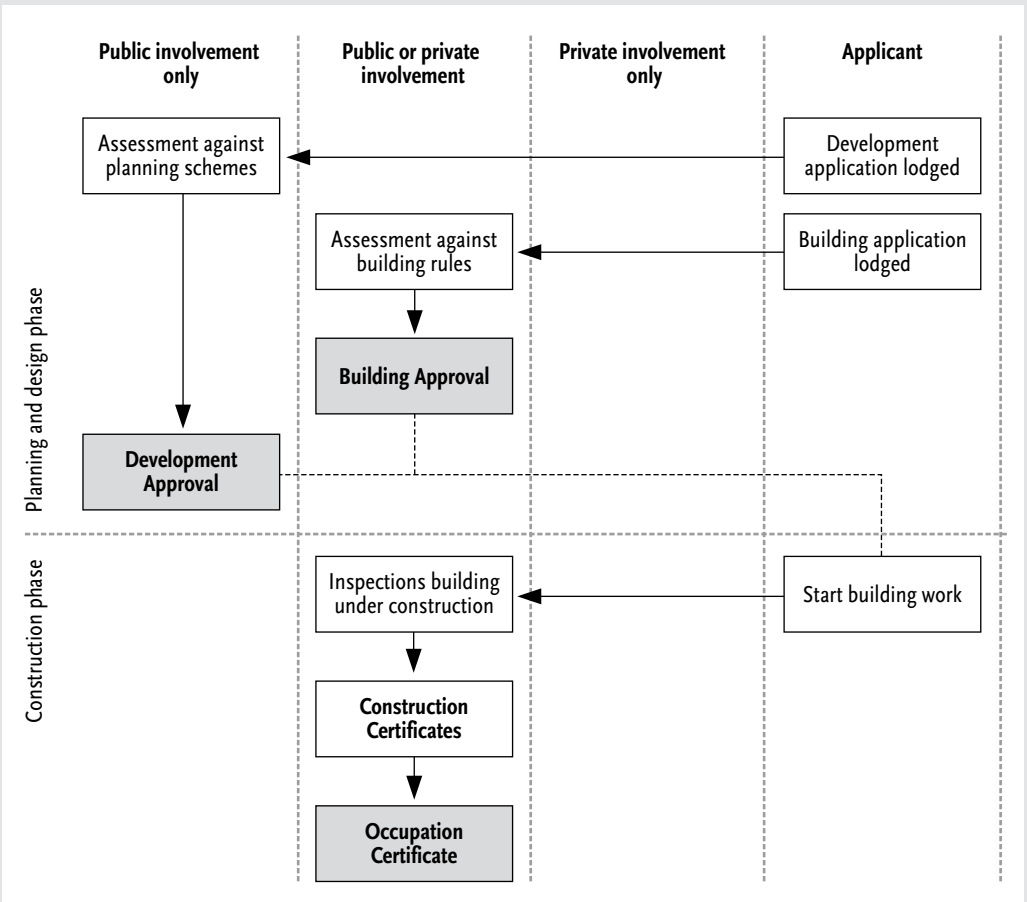 Public involvement
only
Public or private
involvement
Private involvement
only
Applicant
Assessment against
planning schemes
Development
application lodged
Assessment against
building rules
Building application
lodged
Building Approval
Development
Approval
Planning and design phase
Inspections building
under construction
Start building work
Construction
Certificates
Occupation
Certificate
Construction phase